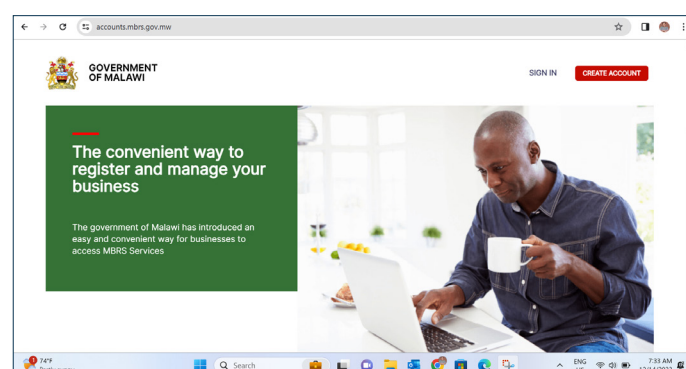 accounts.mbrs.gov.mw
GOVERNMENT
OF MALAWI
SIGN IN
CREATE ACCOUNT
The convenient way to
register and manage your
business
The government of Malawi has introduced an
easy and convenient way for businesses to
access MBRS Services
1
74°F
Search
ENG
US
7:33 AM